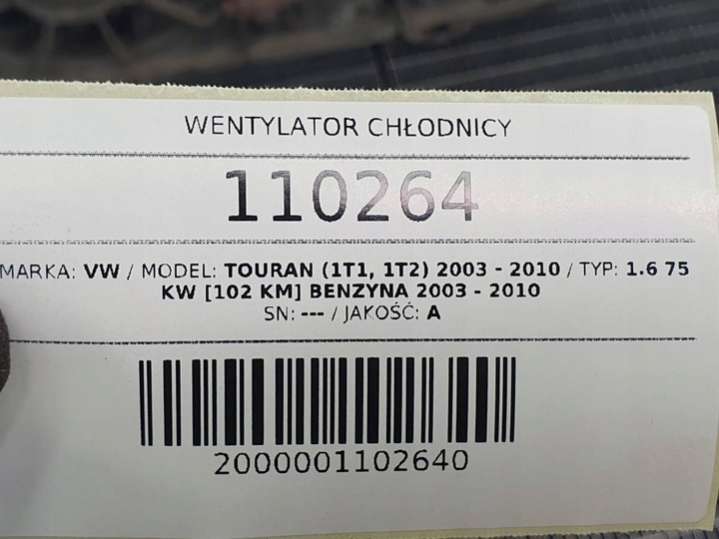 WENTYLATOR CHŁODNICY
110264
MARKA: VW / MODEL: TOURAN (1T1, 1T2) 2003 - 2010 / TYP: 1.6 75
KW [102 KM] BENZYNA 2003 - 2010
SN: --- / JAKOŚĆ: A
2000001102640